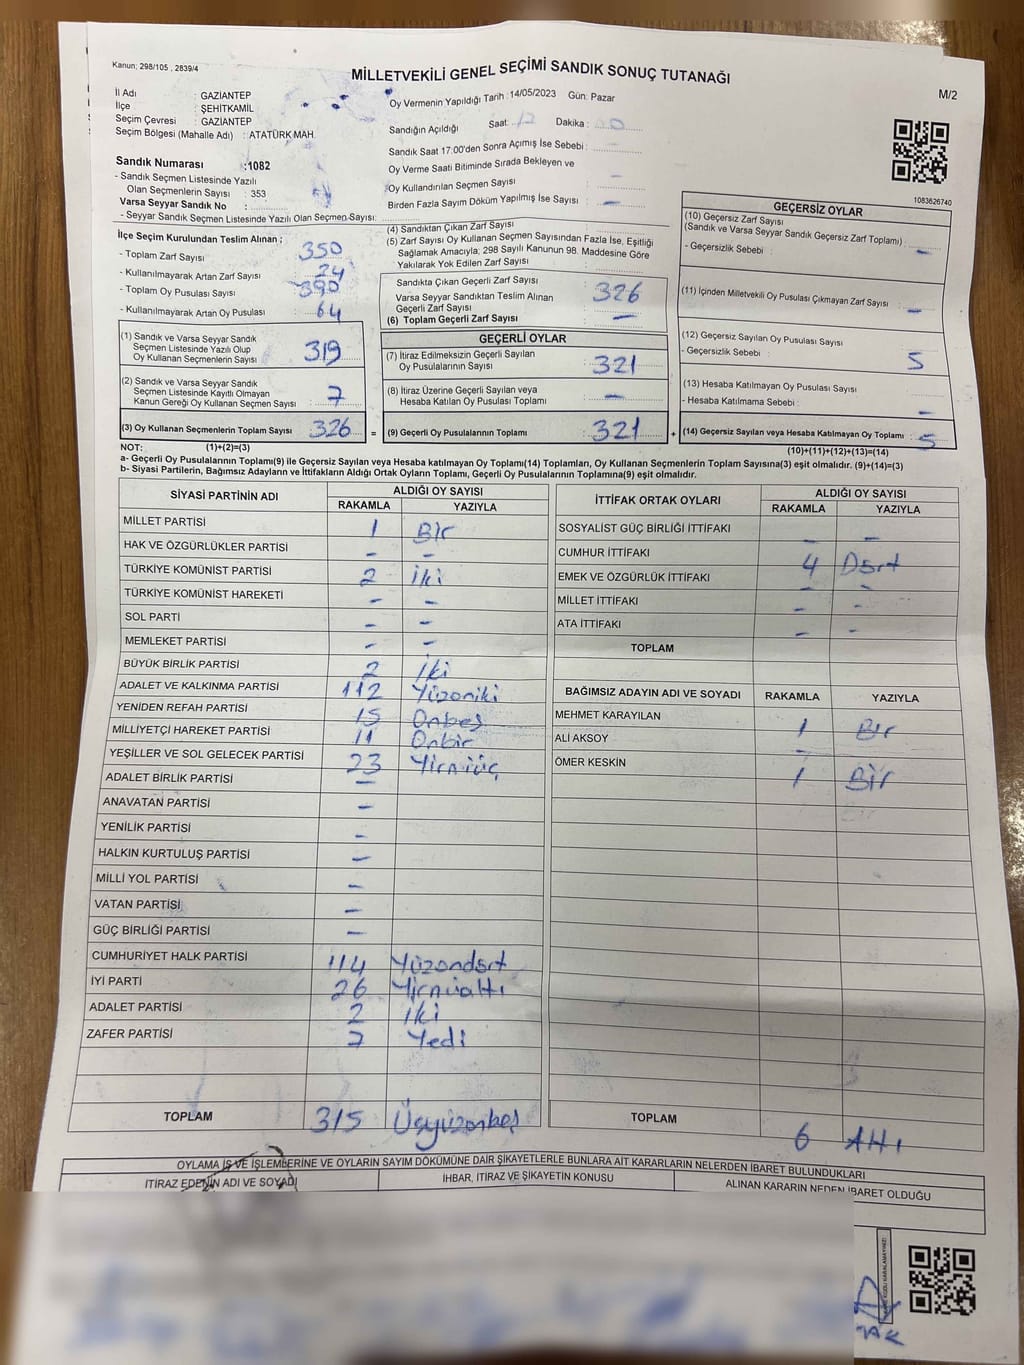 Kanun; 298/105 , 2839/4
MİLLETVEKİLİ GENEL SEÇİMİ SANDIK SONUÇ TUTANAĞI
M/2
İl Adı : GAZİANTEP
İlçe : ŞEHİTKAMİL
Seçim Çevresi : GAZİANTEP
Seçim Bölgesi (Mahalle Adı) : ATATÜRK MAH.
Sandık Numarası :1082
- Sandık Seçmen Listesinde Yazılı
Olan Seçmenlerin Sayısı : 353
Varsa Seyyar Sandık No :
- Seyyar Sandık Seçmen Listesinde Yazılı Olan Seçmen Sayısı:
Oy Vermenin Yapıldığı Tarih :14/05/2023 Gün: Pazar
Sandığın Açıldığı Saat: Dakika :
Sandık Saat 17:00'den Sonra Açımış İse Sebebi :
Oy Verme Saati Bitiminde Sırada Bekleyen ve
Oy Kullandırılan Seçmen Sayısı –
Birden Fazla Sayım Döküm Yapılmış İse Sayısı : –
1083626740
İlçe Seçim Kurulundan Teslim Alınan ;
- Toplam Zarf Sayısı : 350
- Kullanılmayarak Artan Zarf Sayısı : 24
- Toplam Oy Pusulası Sayısı : 390
- Kullanılmayarak Artan Oy Pusulası : 64
(1) Sandık ve Varsa Seyyar Sandık
Seçmen Listesinde Yazılı Olup
Oy Kullanan Seçmenlerin Sayısı : 319
(2) Sandık ve Varsa Seyyar Sandık
Seçmen Listesinde Kayıtlı Olmayan
Kanun Gereği Oy Kullanan Seçmen Sayısı : 7
(3) Oy Kullanan Seçmenlerin Toplam Sayısı : 326
(4) Sandıktan Çıkan Zarf Sayısı :
(5) Zarf Sayısı Oy Kullanan Seçmen Sayısından Fazla İse, Eşitliği
Sağlamak Amacıyla; 298 Sayılı Kanunun 98. Maddesine Göre
Yakılarak Yok Edilen Zarf Sayısı :
Sandıkta Çıkan Geçerli Zarf Sayısı : 326
Varsa Seyyar Sandıktan Teslim Alınan
Geçerli Zarf Sayısı :
(6) Toplam Geçerli Zarf Sayısı : –
GEÇERLİ OYLAR
(7) İtiraz Edilmeksizin Geçerli Sayılan
Oy Pusulalarının Sayısı : 321
(8) İtiraz Üzerine Geçerli Sayılan veya
Hesaba Katılan Oy Pusulası Toplamı : –
= (9) Geçerli Oy Pusulalarının Toplamı : 321
GEÇERSİZ OYLAR
(10) Geçersiz Zarf Sayısı
(Sandık ve Varsa Seyyar Sandık Geçersiz Zarf Toplamı) :
- Geçersizlik Sebebi : –
(11) İçinden Milletvekili Oy Pusulası Çıkmayan Zarf Sayısı : –
(12) Geçersiz Sayılan Oy Pusulası Sayısı
- Geçersizlik Sebebi : 5
(13) Hesaba Katılmayan Oy Pusulası Sayısı
- Hesaba Katılmama Sebebi : –
+ (14) Geçersiz Sayılan veya Hesaba Katılmayan Oy Toplamı : 5
NOT: (1)+(2)=(3) (10)+(11)+(12)+(13)=(14)
a- Geçerli Oy Pusulalarının Toplamı(9) ile Geçersiz Sayılan veya Hesaba katılmayan Oy Toplamı(14) Toplamları, Oy Kullanan Seçmenlerin Toplam Sayısına(3) eşit olmalıdır. (9)+(14)=(3)
b- Siyasi Partilerin, Bağımsız Adayların ve İttifakların Aldığı Ortak Oyların Toplamı, Geçerli Oy Pusulalarının Toplamına(9) eşit olmalıdır.
SİYASİ PARTİNİN ADI ALDIĞI OY SAYISI
RAKAMLA YAZIYLA
MİLLET PARTİSİ 1 Bir
HAK VE ÖZGÜRLÜKLER PARTİSİ – –
TÜRKİYE KOMÜNİST PARTİSİ 2 İki
TÜRKİYE KOMÜNİST HAREKETİ – –
SOL PARTİ – –
MEMLEKET PARTİSİ – –
BÜYÜK BİRLİK PARTİSİ 2 İki
ADALET VE KALKINMA PARTİSİ 112 Yüzoniki
YENİDEN REFAH PARTİSİ 15 Onbeş
MİLLİYETÇİ HAREKET PARTİSİ 11 Onbir
YEŞİLLER VE SOL GELECEK PARTİSİ 23 Yirmiüç
ADALET BİRLİK PARTİSİ –
ANAVATAN PARTİSİ –
YENİLİK PARTİSİ –
HALKIN KURTULUŞ PARTİSİ –
MİLLİ YOL PARTİSİ –
VATAN PARTİSİ –
GÜÇ BİRLİĞİ PARTİSİ –
CUMHURİYET HALK PARTİSİ 114 Yüzondört
İYİ PARTİ 26 Yirmialtı
ADALET PARTİSİ 2 İki
ZAFER PARTİSİ 7 Yedi
TOPLAM 315 Üçyüzonbeş
İTTİFAK ORTAK OYLARI ALDIĞI OY SAYISI
RAKAMLA YAZIYLA
SOSYALİST GÜÇ BİRLİĞİ İTTİFAKI – –
CUMHUR İTTİFAKI 4 Dört
EMEK VE ÖZGÜRLÜK İTTİFAKI – –
MİLLET İTTİFAKI – –
ATA İTTİFAKI – –
TOPLAM
BAĞIMSIZ ADAYIN ADI VE SOYADI RAKAMLA YAZIYLA
MEHMET KARAYILAN 1 Bir
ALİ AKSOY –
ÖMER KESKİN 1 Bir
TOPLAM 6 Altı
OYLAMA İŞ VE İŞLEMLERİNE VE OYLARIN SAYIM DÖKÜMÜNE DAİR ŞİKAYETLERLE BUNLARA AİT KARARLARIN NELERDEN İBARET BULUNDUKLARI
İTİRAZ EDENİN ADI VE SOYADI İHBAR, İTİRAZ VE ŞİKAYETİN KONUSU ALINAN KARARIN NEDEN İBARET OLDUĞU